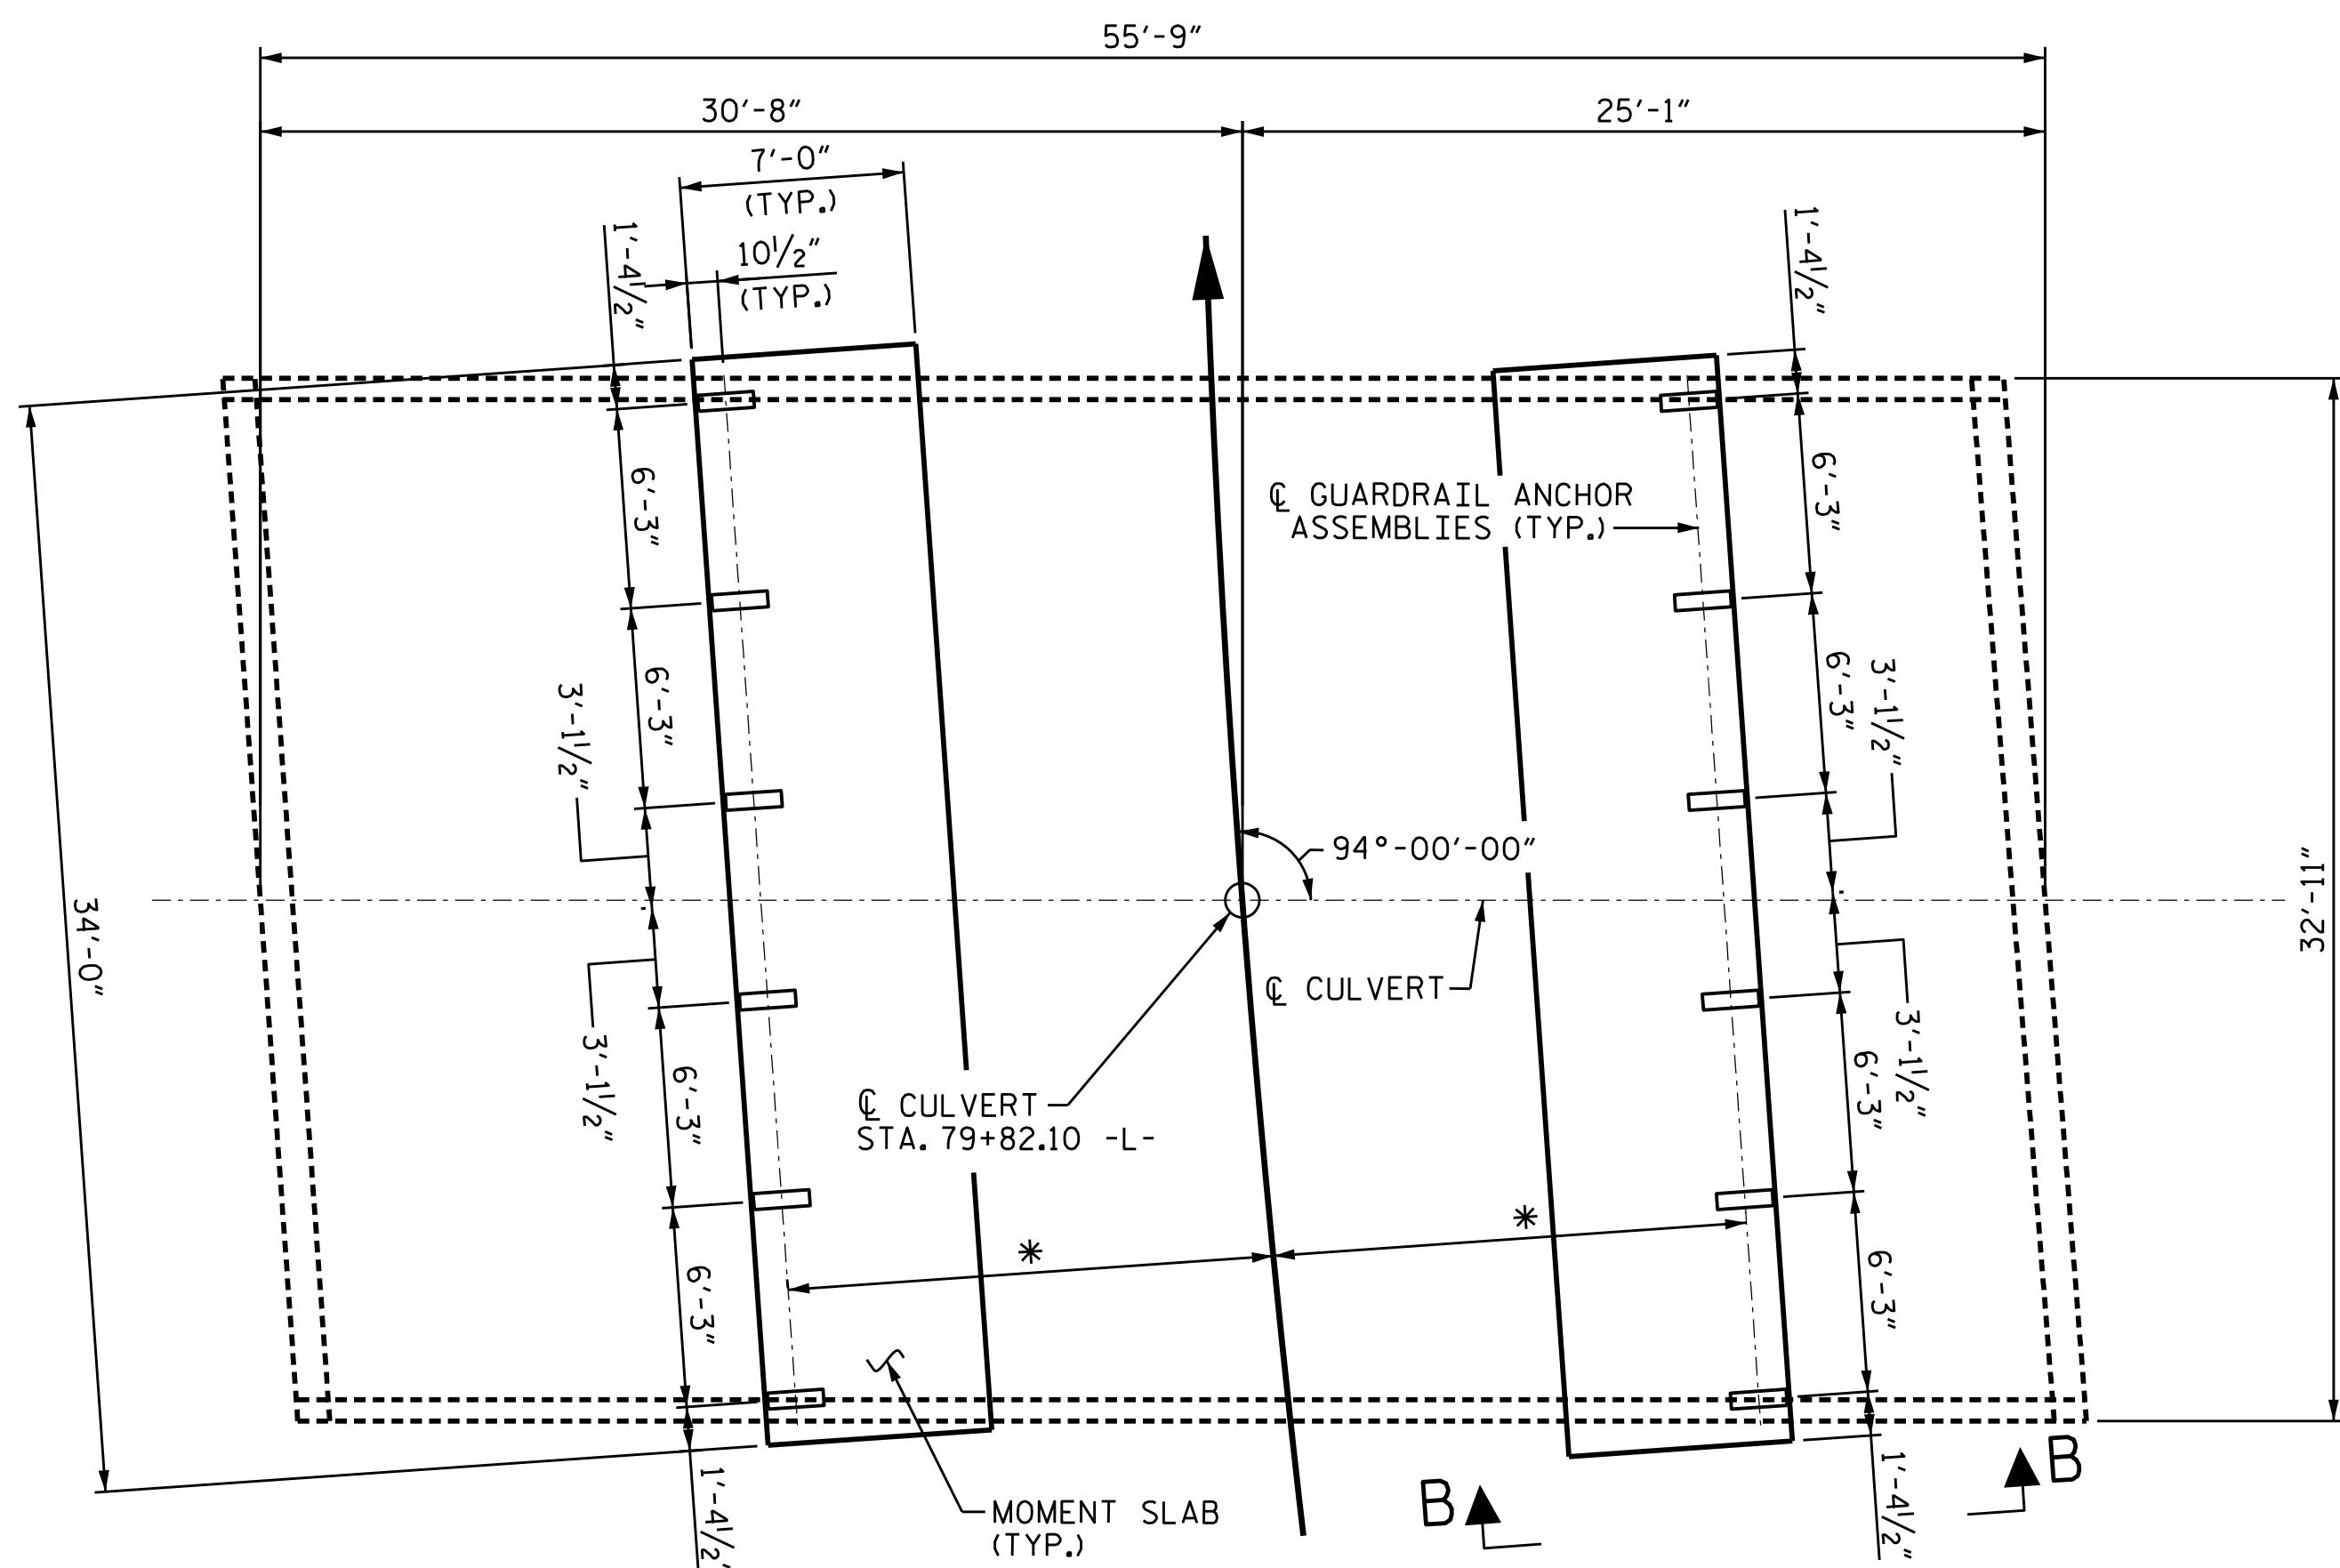 55'-9"
30'-8"
25'-1"
7'-0"
(TYP.)
10½"
(TYP.)
1'-4½"
1'-4½"
6'-3"
6'-3"
℄ GUARDRAIL ANCHOR
ASSEMBLIES (TYP.)
6'-3"
6'-3"
3'-1½"
3'-1½"
94°-00'-00"
34'-0"
32'-11"
℄ CULVERT
3'-1½"
3'-1½"
6'-3"
6'-3"
℄ CULVERT
STA. 79+82.10 -L-
*
*
6'-3"
6'-3"
1'-4½"
1'-4½"
MOMENT SLAB
(TYP.)
B
B